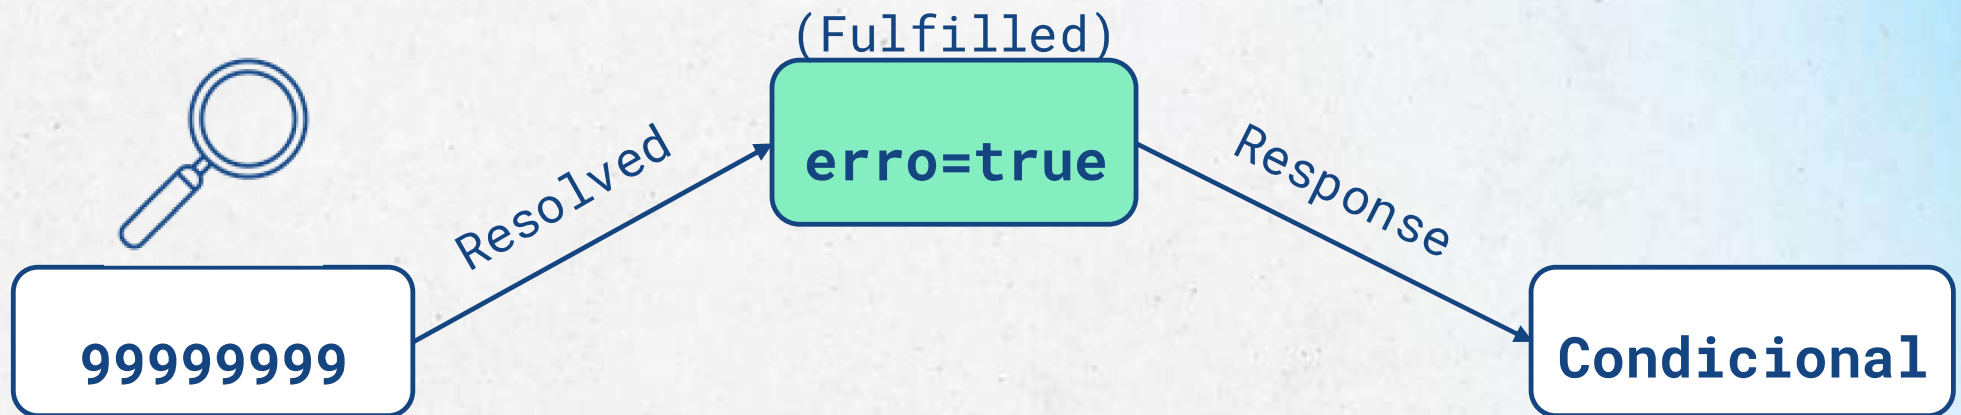 (Fulfilled)
erro=true
Resolved
Response
99999999
Condicional